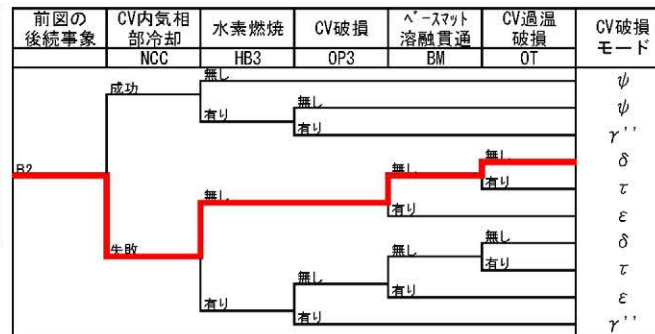 前図の
後続事象
CV内気相
部冷却
水素燃焼
CV破損
ベースマット
溶融貫通
CV過温
破損
CV破損
モード
NCC
HB3
OP3
BM
OT
無し
ψ
成功
無し
ψ
有り
有り
γ''
無し
δ
B2
無し
有り
τ
無し
有り
ε
無し
δ
失敗
無し
有り
τ
無し
有り
ε
有り
有り
γ''